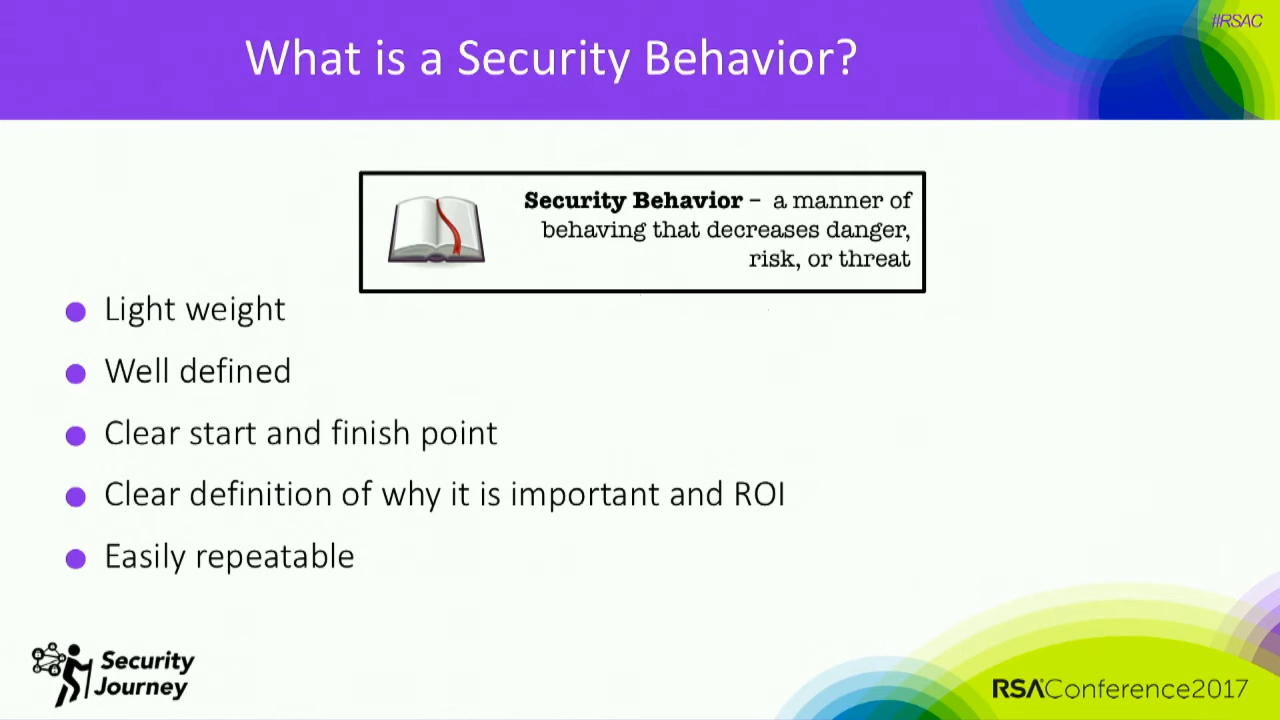 #RSAC
What is a Security Behavior?
Security Behavior – a manner of
behaving that decreases danger,
risk, or threat
Light weight
Well defined
Clear start and finish point
Clear definition of why it is important and ROI
Easily repeatable
Security
Journey
RSAConference2017